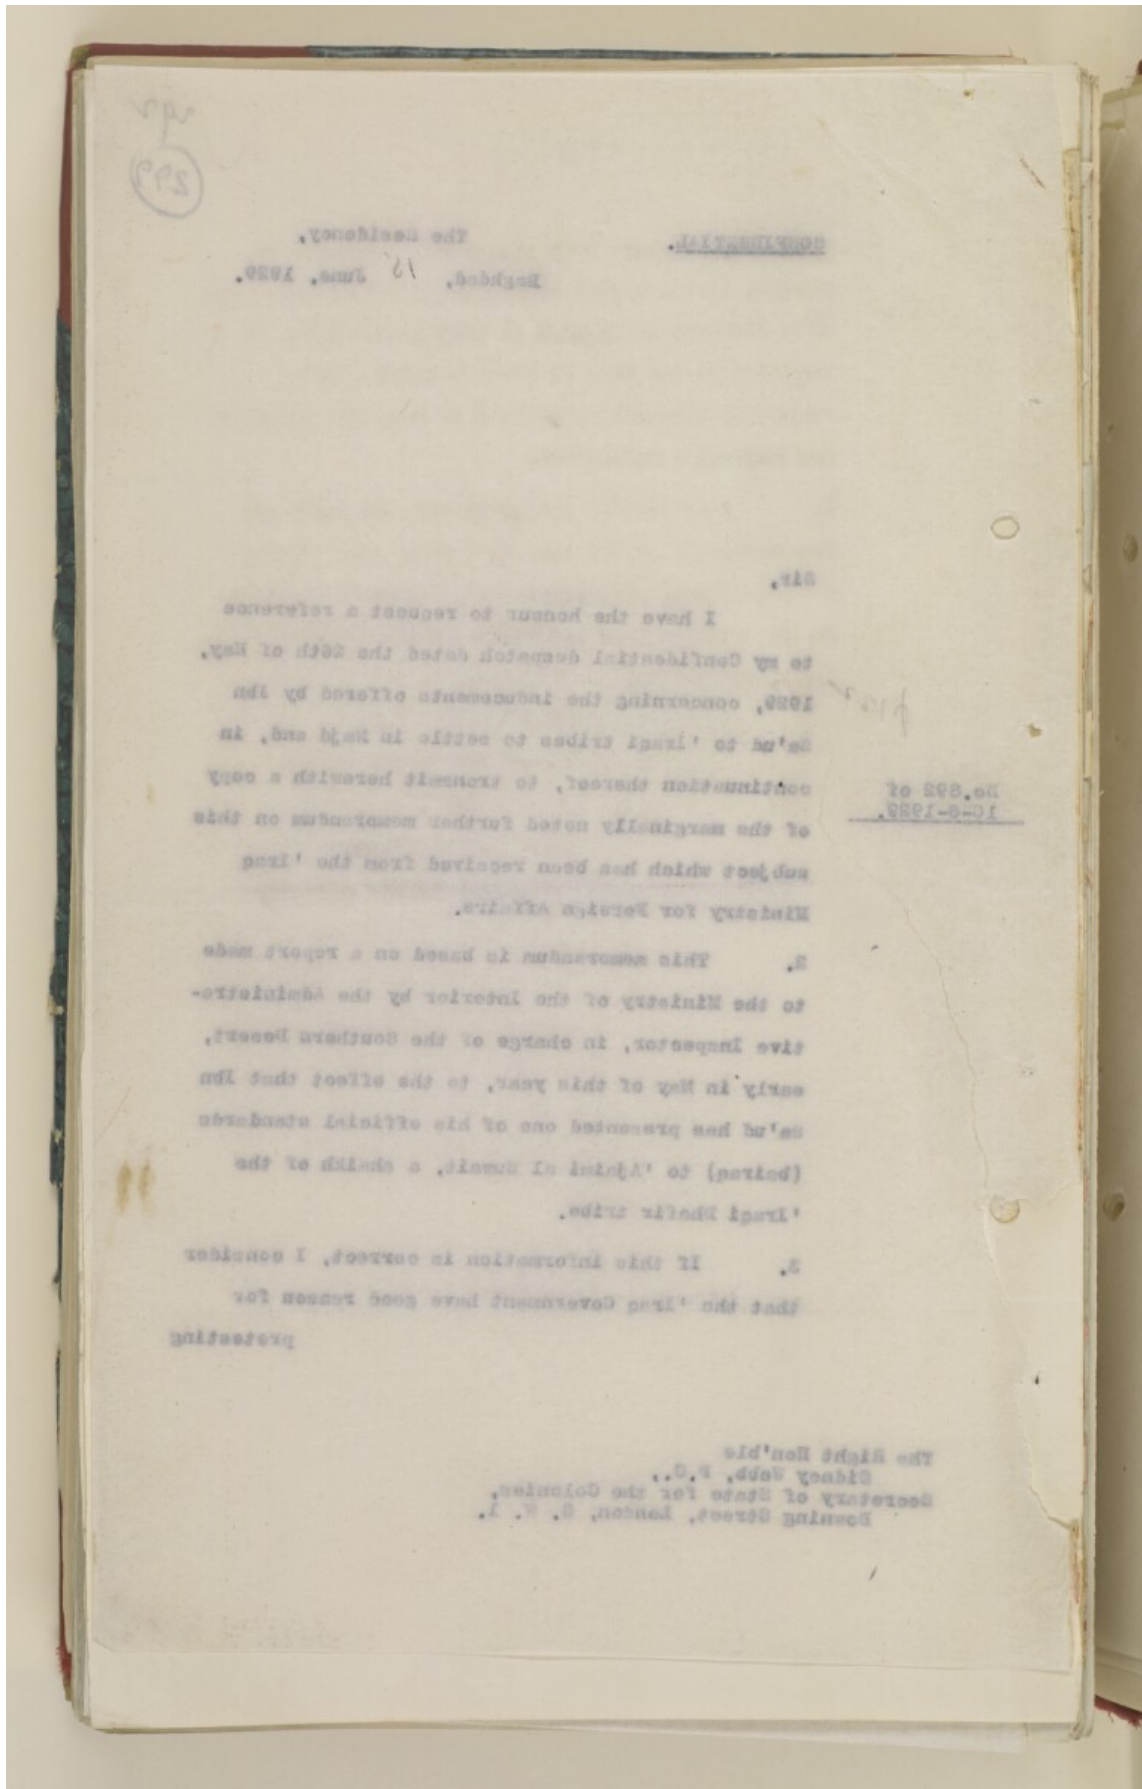 299
CONFIDENTIAL.
The Residency,
Baghdad, June, 1929.
Sir,
I have the honour to request a reference
to my Confidential despatch dated the 28th of May,
1929, concerning the inducements offered by Ibn
Sa'ud to 'Iraqi tribes to settle in Najd and, in
continuation thereof, to transmit herewith a copy
No.892 of
10-6-1929.
of the marginally noted further memorandum on this
subject which has been received from the 'Iraq
Ministry for Foreign Affairs.
2. This memorandum is based on a report made
to the Ministry of the Interior by the Administra-
tive Inspector, in charge of the Southern Desert,
early in May of this year, to the effect that Ibn
Sa'ud has presented one of his official standards
(bairaq) to 'Ajaimi al Suwait, a shaikh of the
'Iraqi Dhafir tribe.
3. If this information is correct, I consider
that the 'Iraq Government have good reason for
protesting
The Right Hon'ble
Sidney Webb, P.C.,
Secretary of State for the Colonies,
Downing Street, London, S. W. 1.